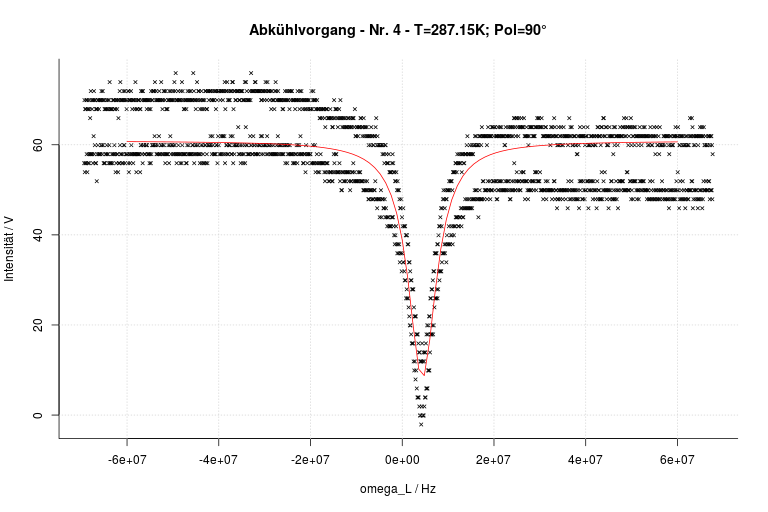 Abkühlvorgang - Nr. 4 - T=287.15K; Pol=90°
Intensität / V
60
40
20
0
-6e+07 -4e+07 -2e+07 0e+00 2e+07 4e+07 6e+07
omega_L / Hz